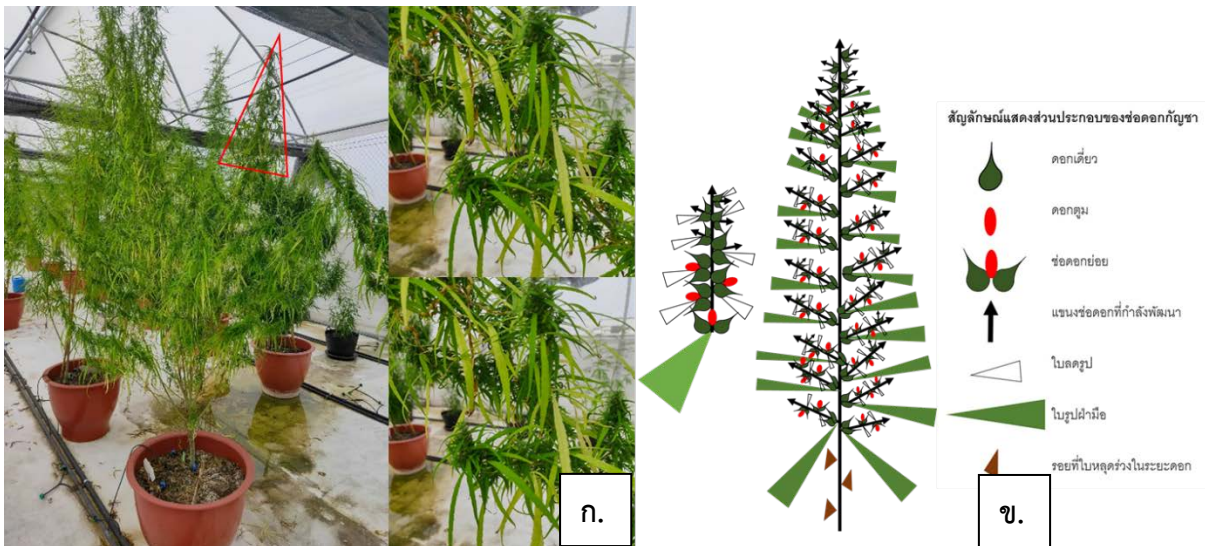 สัญลักษณ์แสดงส่วนประกอบของช่อดอกกัญชา
ดอกเดี่ยว
ดอกตูม
ช่อดอกย่อย
แขนงช่อดอกที่กำลังพัฒนา
ใบลดรูป
ใบรูปฝ่ามือ
รอยที่ใบหลุดร่วงในระยะดอก
ก.
ข.